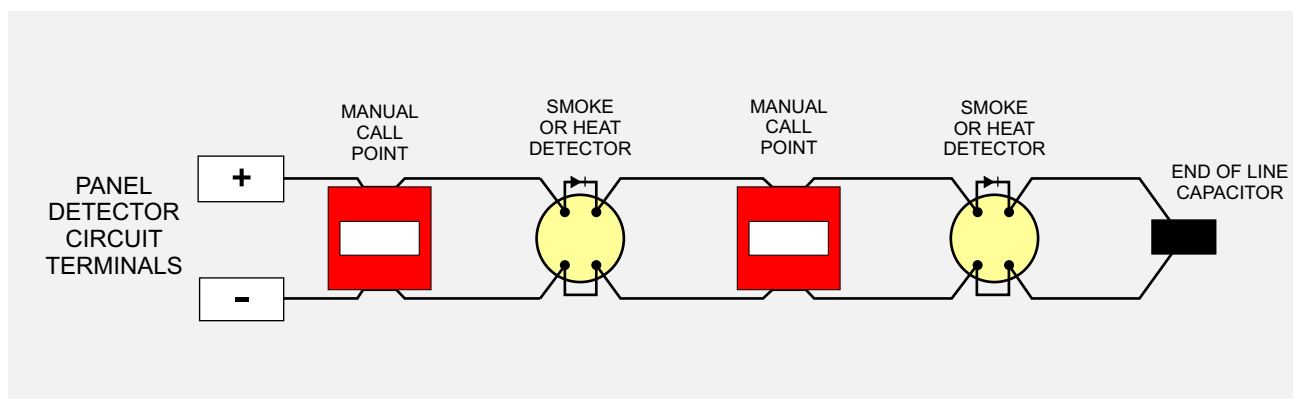 PANEL
DETECTOR
CIRCUIT
TERMINALS
+
-
MANUAL
CALL
POINT
SMOKE
OR HEAT
DETECTOR
MANUAL
CALL
POINT
SMOKE
OR HEAT
DETECTOR
END OF LINE
CAPACITOR